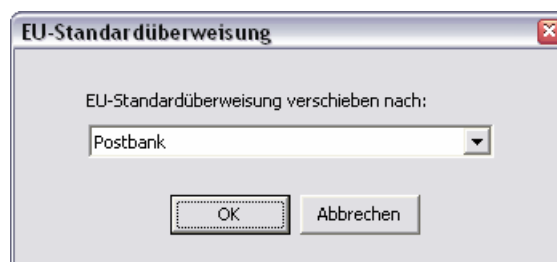 EU-Standardüberweisung
EU-Standardüberweisung verschieben nach:
Postbank
OK
Abbrechen